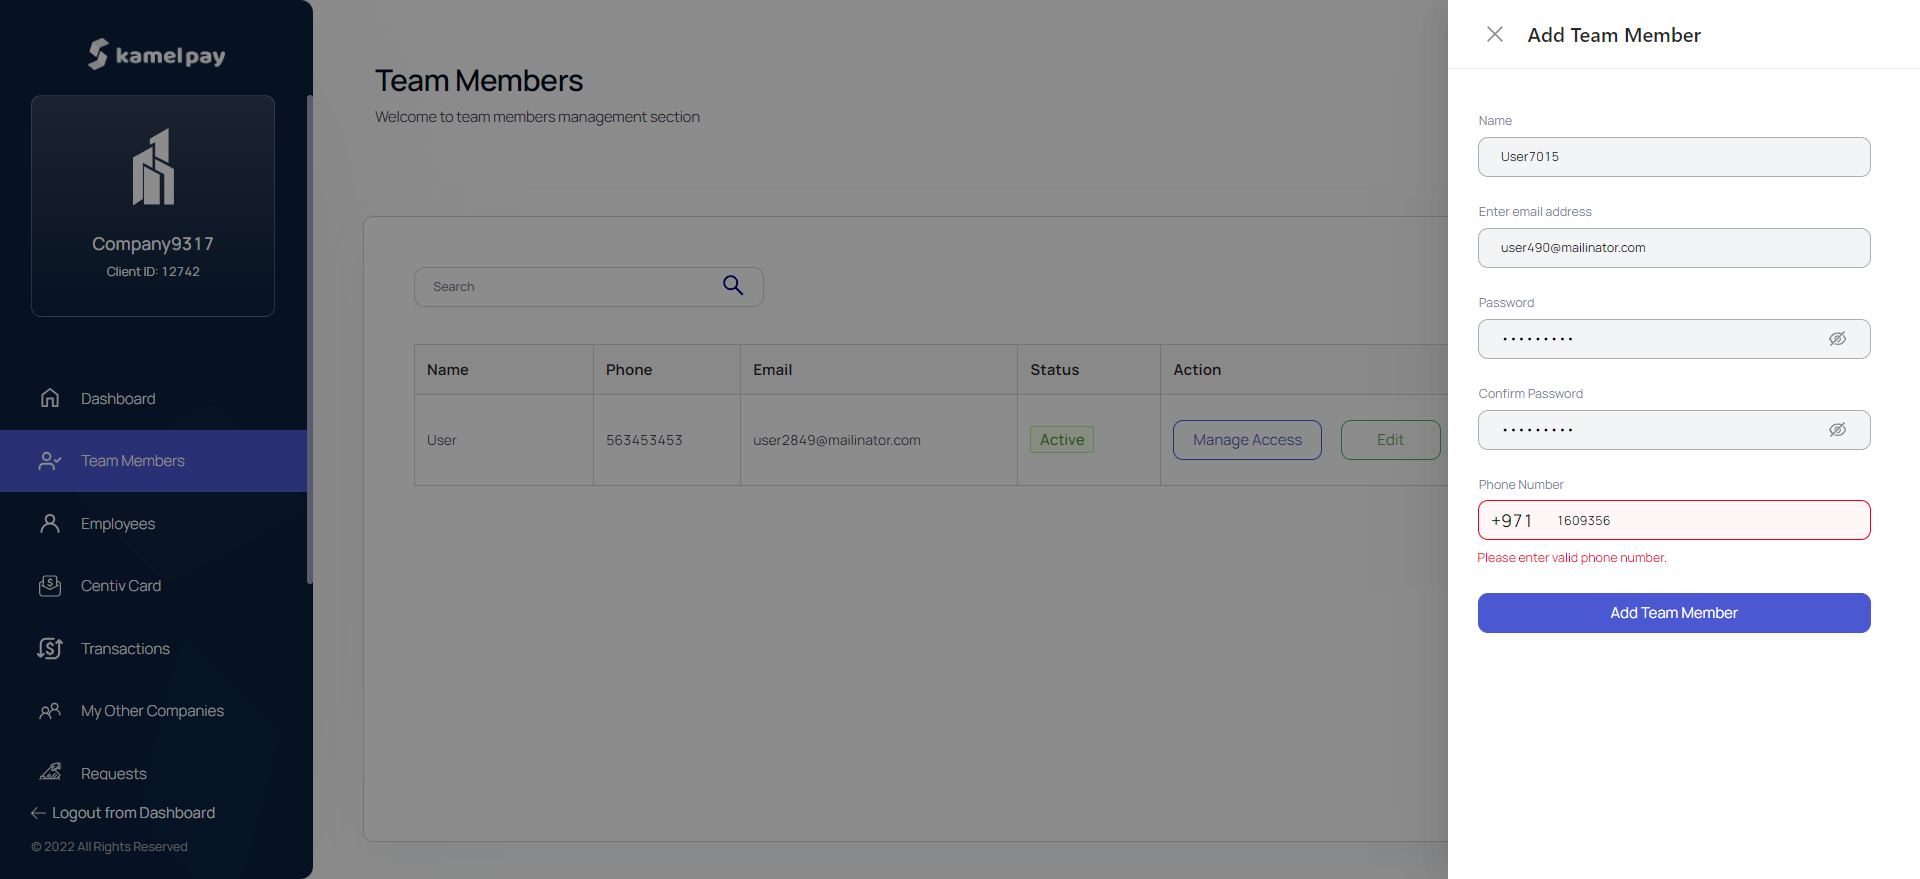 kamelpay
Company9317
Client ID: 12742
Dashboard
Team Members
Employees
Centiv Card
Transactions
My Other Companies
Requests
Logout from Dashboard
© 2022 All Rights Reserved
Team Members
Welcome to team members management section
Search
Name Phone Email Status Action
User 563453453 user2849@mailinator.com Active Manage Access Edit
Add Team Member
Name
User7015
Enter email address
user490@mailinator.com
Password
•••••••••
Confirm Password
•••••••••
Phone Number
+971 1609356
Please enter valid phone number.
Add Team Member